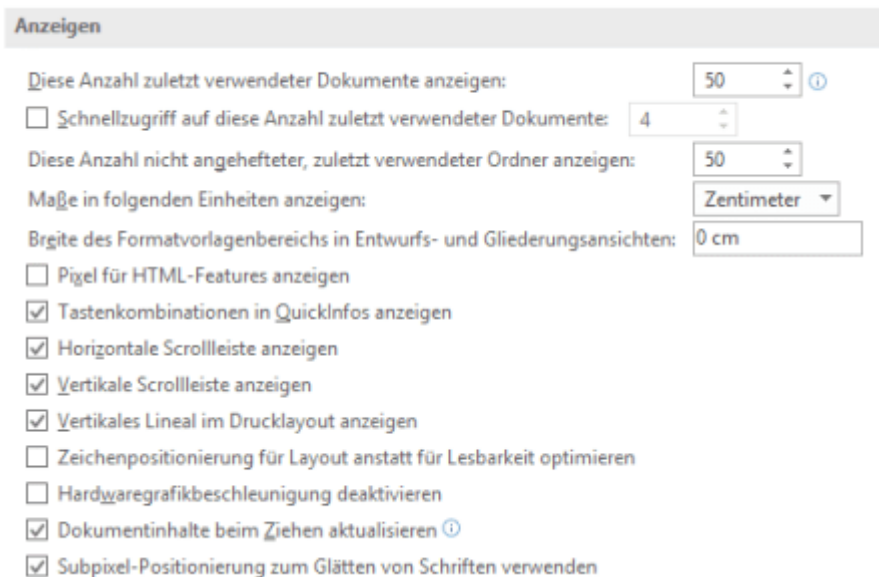 Anzeigen
Diese Anzahl zuletzt verwendeter Dokumente anzeigen: 50
Schnellzugriff auf diese Anzahl zuletzt verwendeter Dokumente: 4
Diese Anzahl nicht angehefteter, zuletzt verwendeter Ordner anzeigen: 50
Maße in folgenden Einheiten anzeigen: Zentimeter
Breite des Formatvorlagenbereichs in Entwurfs- und Gliederungsansichten: 0 cm
Pixel für HTML-Features anzeigen
Tastenkombinationen in QuickInfos anzeigen
Horizontale Scrollleiste anzeigen
Vertikale Scrollleiste anzeigen
Vertikales Lineal im Drucklayout anzeigen
Zeichenpositionierung für Layout anstatt für Lesbarkeit optimieren
Hardwaregrafikbeschleunigung deaktivieren
Dokumentinhalte beim Ziehen aktualisieren
Subpixel-Positionierung zum Glätten von Schriften verwenden